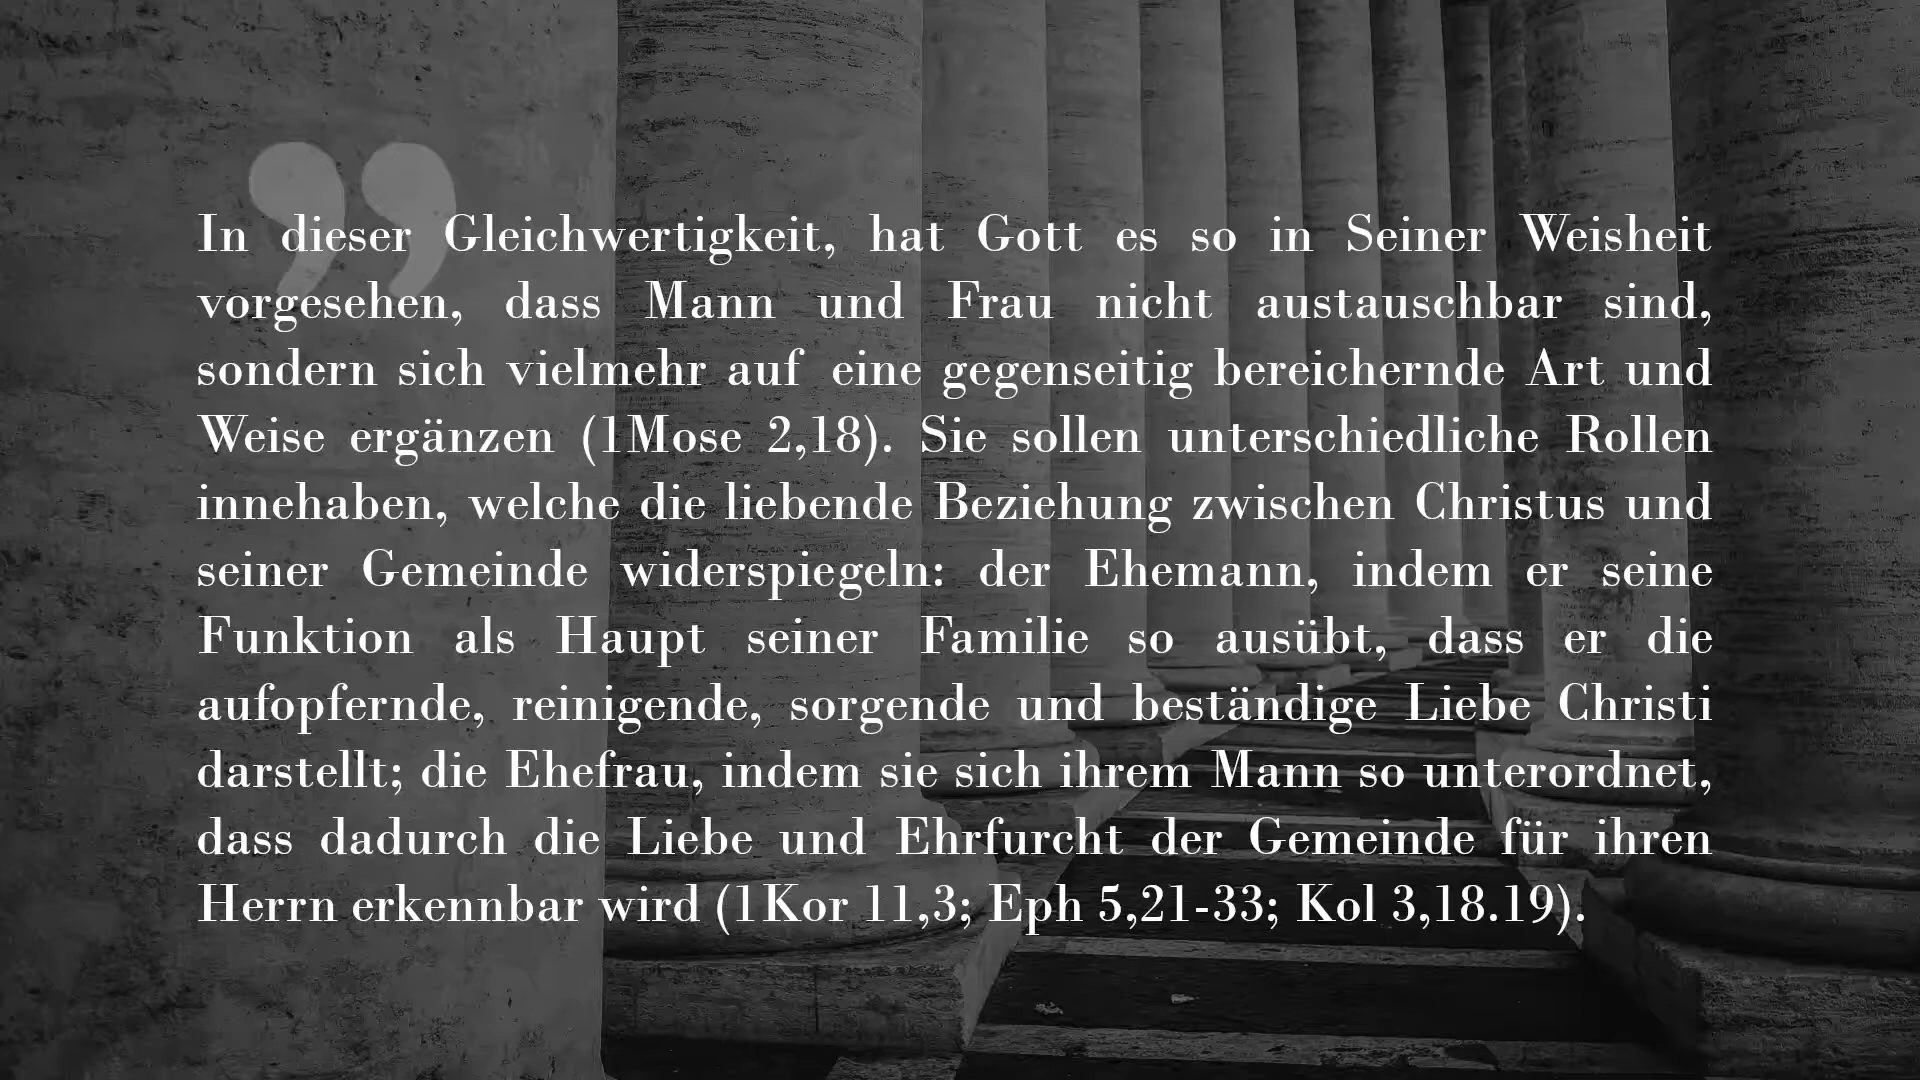 In dieser Gleichwertigkeit, hat Gott es so in Seiner Weisheit
vorgesehen, dass Mann und Frau nicht austauschbar sind,
sondern sich vielmehr auf eine gegenseitig bereichernde Art und
Weise ergänzen (1Mose 2,18). Sie sollen unterschiedliche Rollen
innehaben, welche die liebende Beziehung zwischen Christus und
seiner Gemeinde widerspiegeln: der Ehemann, indem er seine
Funktion als Haupt seiner Familie so ausübt, dass er die
aufopfernde, reinigende, sorgende und beständige Liebe Christi
darstellt; die Ehefrau, indem sie sich ihrem Mann so unterordnet,
dass dadurch die Liebe und Ehrfurcht der Gemeinde für ihren
Herrn erkennbar wird (1Kor 11,3; Eph 5,21-33; Kol 3,18.19).